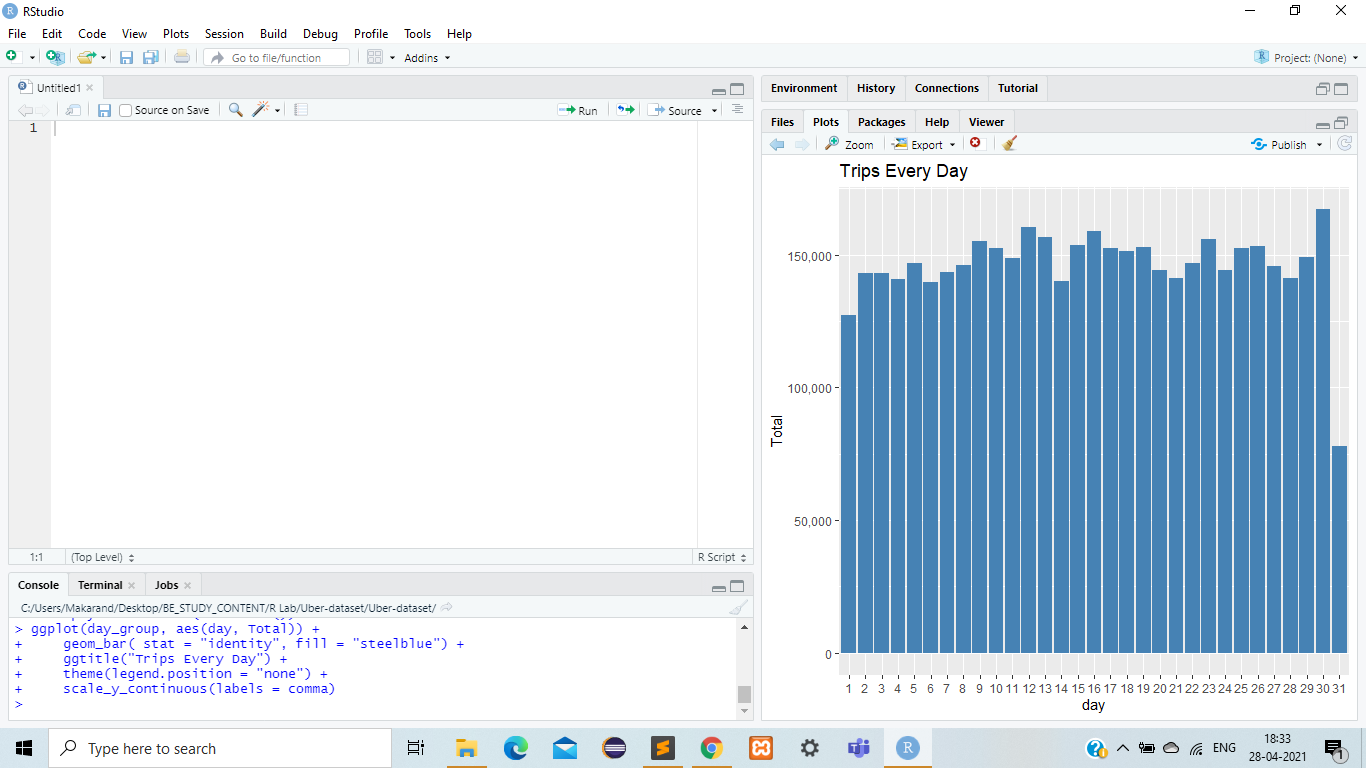 RStudio
File Edit Code View Plots Session Build Debug Profile Tools Help
Go to file/function
Addins
Project: (None)
Untitled1
Source on Save
Run
Source
1
1:1
(Top Level)
R Script
Console Terminal Jobs
C:/Users/Makarand/Desktop/BE_STUDY_CONTENT/R Lab/Uber-dataset/Uber-dataset/
> ggplot(day_group, aes(day, Total)) +
+     geom_bar( stat = "identity", fill = "steelblue") +
+     ggtitle("Trips Every Day") +
+     theme(legend.position = "none") +
+     scale_y_continuous(labels = comma)
>
Environment History Connections Tutorial
Files Plots Packages Help Viewer
Zoom Export Publish
Trips Every Day
150,000
100,000
50,000
0
Total
1 2 3 4 5 6 7 8 9 10 11 12 13 14 15 16 17 18 19 20 21 22 23 24 25 26 27 28 29 30 31
day
Type here to search
ENG
18:33
28-04-2021
1